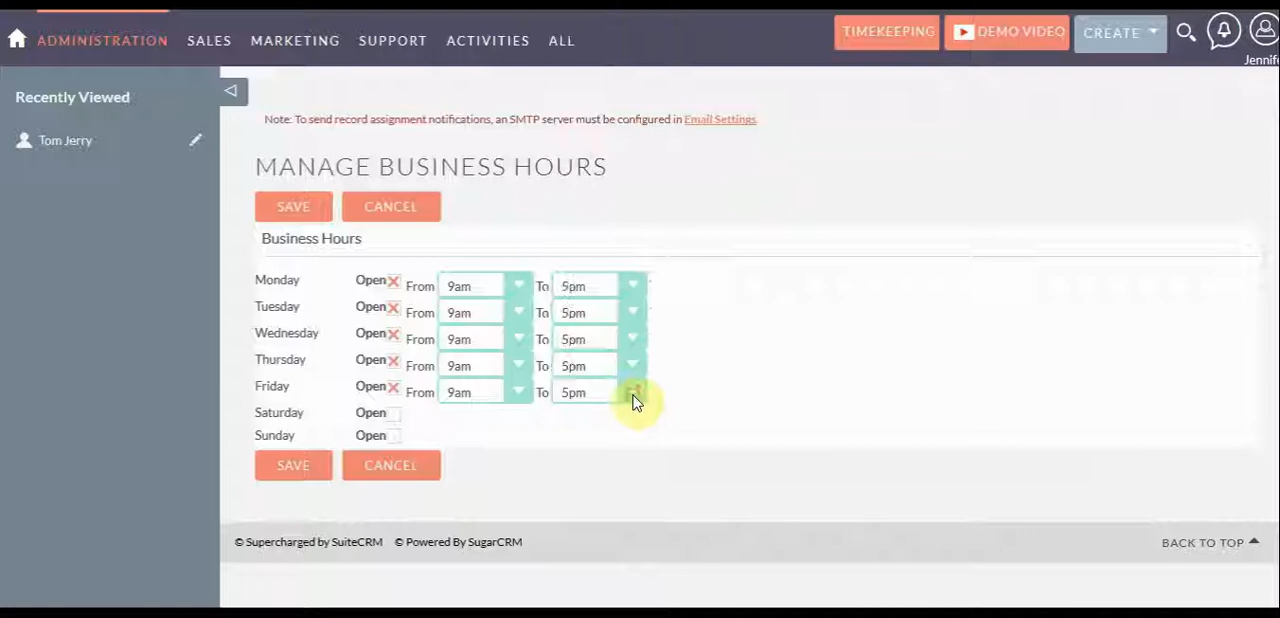 ADMINISTRATION SALES MARKETING SUPPORT ACTIVITIES ALL TIMEKEEPING DEMO VIDEO CREATE
Jennif
Recently Viewed
Tom Jerry
Note: To send record assignment notifications, an SMTP server must be configured in Email Settings.
MANAGE BUSINESS HOURS
SAVE CANCEL
Business Hours
Monday Open From 9am To 5pm
Tuesday Open From 9am To 5pm
Wednesday Open From 9am To 5pm
Thursday Open From 9am To 5pm
Friday Open From 9am To 5pm
Saturday Open
Sunday Open
SAVE CANCEL
© Supercharged by SuiteCRM © Powered By SugarCRM BACK TO TOP